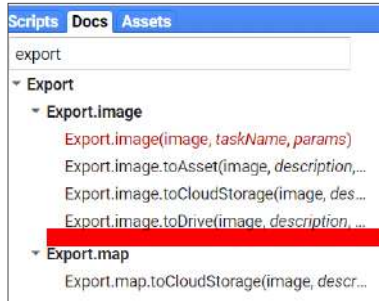 Scripts Docs Assets
export
Export
Export.image
Export.image(image, taskName, params)
Export.image.toAsset(image, description,...
Export.image.toCloudStorage(image, des...
Export.image.toDrive(image, description, ...
Export.map
Export.map.toCloudStorage(image, descr...